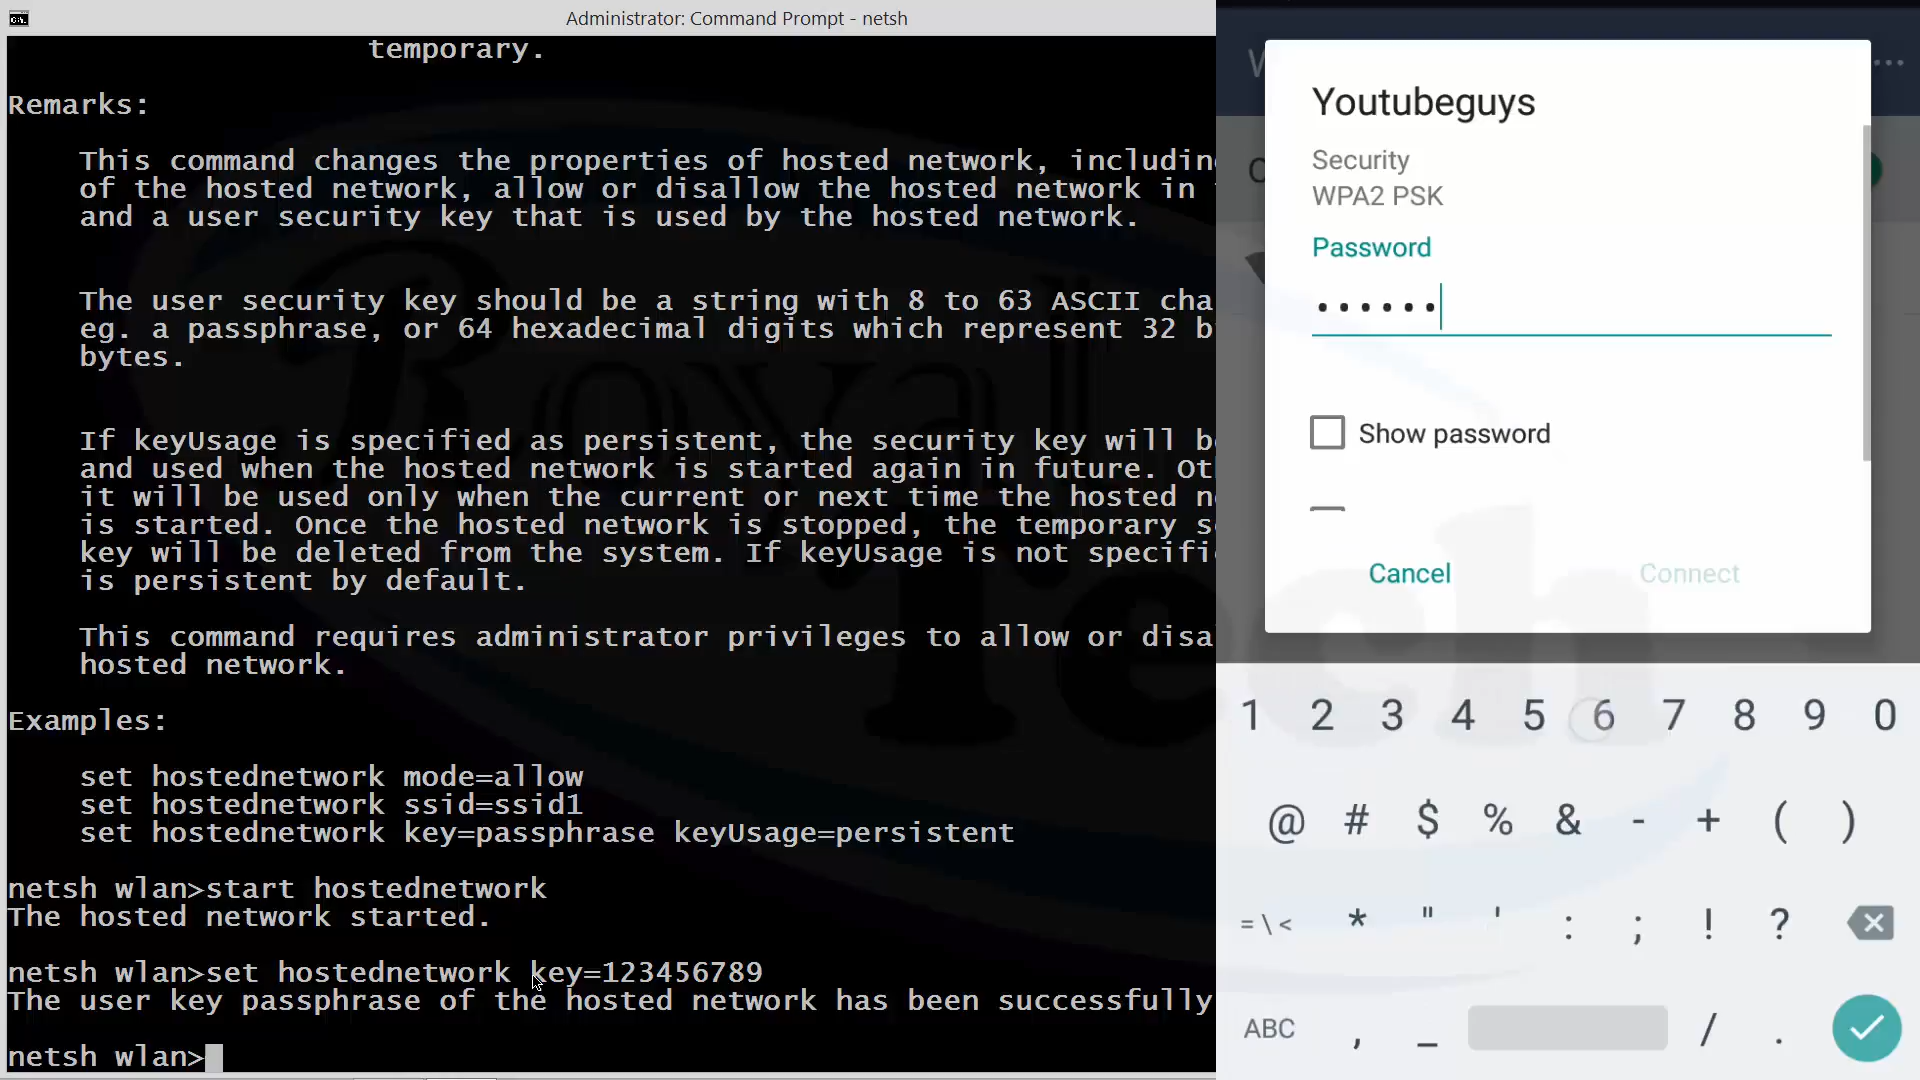 Administrator: Command Prompt - netsh
temporary.
Remarks:
This command changes the properties of hosted network, includin
of the hosted network, allow or disallow the hosted network in
and a user security key that is used by the hosted network.
The user security key should be a string with 8 to 63 ASCII cha
eg. a passphrase, or 64 hexadecimal digits which represent 32 b
bytes.
If keyUsage is specified as persistent, the security key will b
and used when the hosted network is started again in future. Ot
it will be used only when the current or next time the hosted n
is started. Once the hosted network is stopped, the temporary s
key will be deleted from the system. If keyUsage is not specifi
is persistent by default.
This command requires administrator privileges to allow or disa
hosted network.
Examples:
set hostednetwork mode=allow
set hostednetwork ssid=ssid1
set hostednetwork key=passphrase keyUsage=persistent
netsh wlan>start hostednetwork
The hosted network started.
netsh wlan>set hostednetwork key=123456789
The user key passphrase of the hosted network has been successfully
netsh wlan>
Royal
Tech
Youtubeguys
Security
WPA2 PSK
Password
••••••
Show password
Cancel Connect
1 2 3 4 5 6 7 8 9 0
@ # $ % & - + ( )
= \ < * " ' : ; ! ?
ABC , _ / .